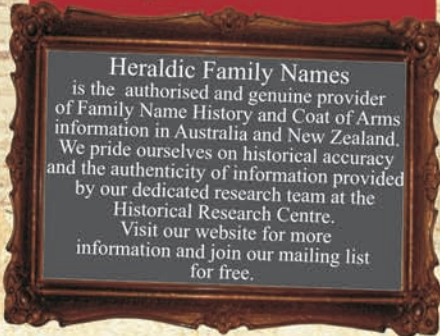 Heraldic Family Names
is the authorised and genuine provider
of Family Name History and Coat of Arms
information in Australia and New Zealand.
We pride ourselves on historical accuracy
and the authenticity of information provided
by our dedicated research team at the
Historical Research Centre.
Visit our website for more
information and join our mailing list
for free.